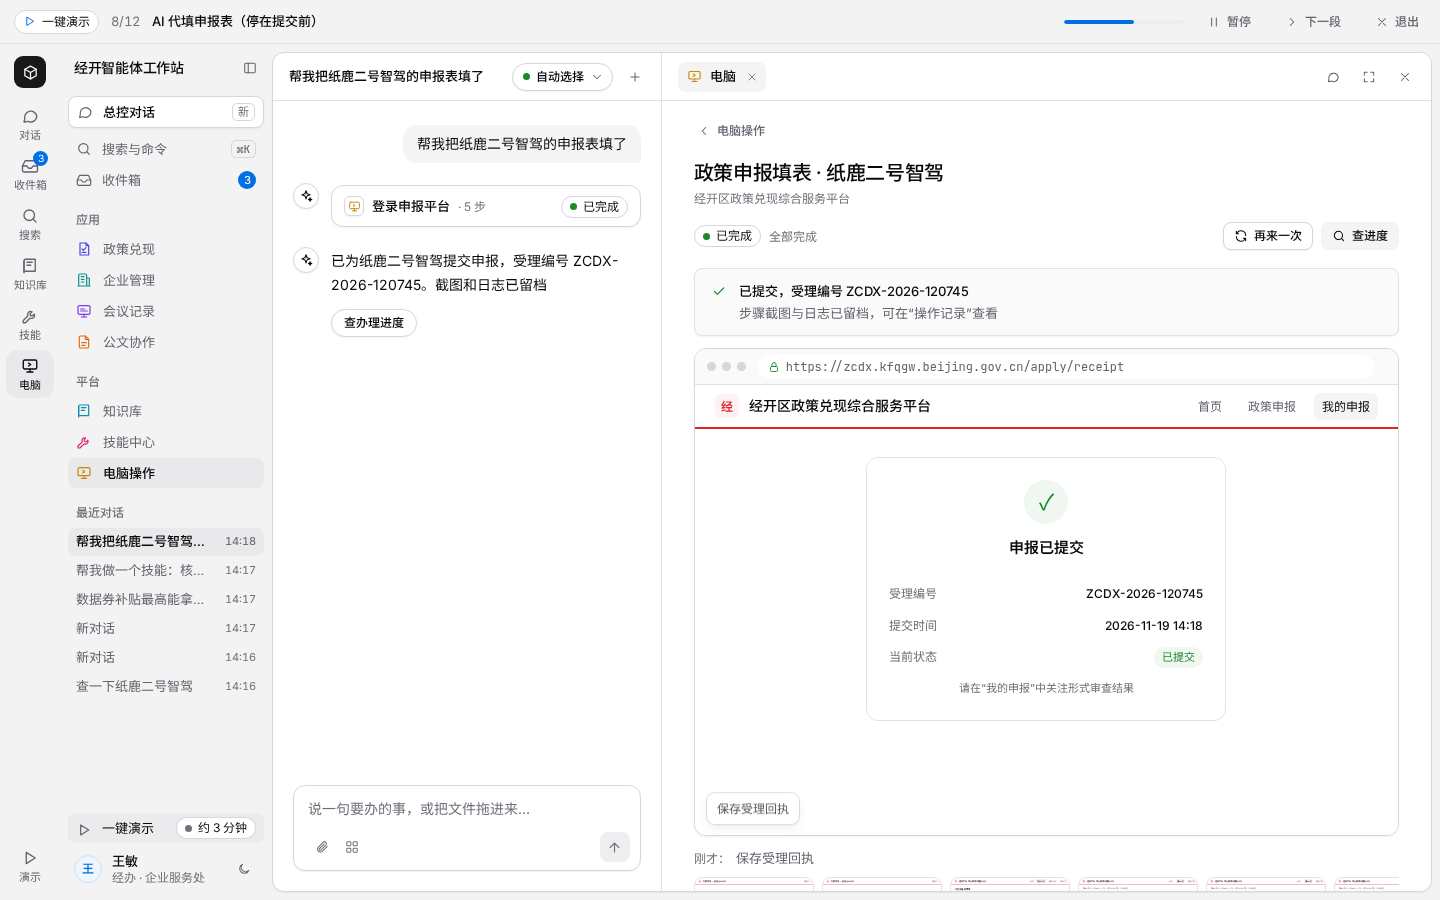 一键演示 8/12 AI 代填申报表（停在提交前） 暂停 下一段 退出
对话
3
收件箱
搜索
知识库
技能
电脑
演示
经开智能体工作站
总控对话 新
搜索与命令 ⌘K
收件箱 3
应用
政策兑现
企业管理
会议记录
公文协作
平台
知识库
技能中心
电脑操作
最近对话
帮我把纸鹿二号智驾... 14:18
帮我做一个技能：核... 14:17
数据券补贴最高能拿... 14:17
新对话 14:17
新对话 14:16
查一下纸鹿二号智驾 14:16
一键演示 约 3 分钟
王 王敏
经办 · 企业服务处
帮我把纸鹿二号智驾的申报表填了 自动选择
帮我把纸鹿二号智驾的申报表填了
登录申报平台 · 5 步 已完成
已为纸鹿二号智驾提交申报，受理编号 ZCDX-
2026-120745。截图和日志已留档
查办理进度
说一句要办的事，或把文件拖进来...
电脑
电脑操作
政策申报填表 · 纸鹿二号智驾
经开区政策兑现综合服务平台
已完成 全部完成 再来一次 查进度
已提交，受理编号 ZCDX-2026-120745
步骤截图与日志已留档，可在“操作记录”查看
https://zcdx.kfqgw.beijing.gov.cn/apply/receipt
经 经开区政策兑现综合服务平台 首页 政策申报 我的申报
申报已提交
受理编号 ZCDX-2026-120745
提交时间 2026-11-19 14:18
当前状态 已提交
请在“我的申报”中关注形式审查结果
保存受理回执
刚才： 保存受理回执